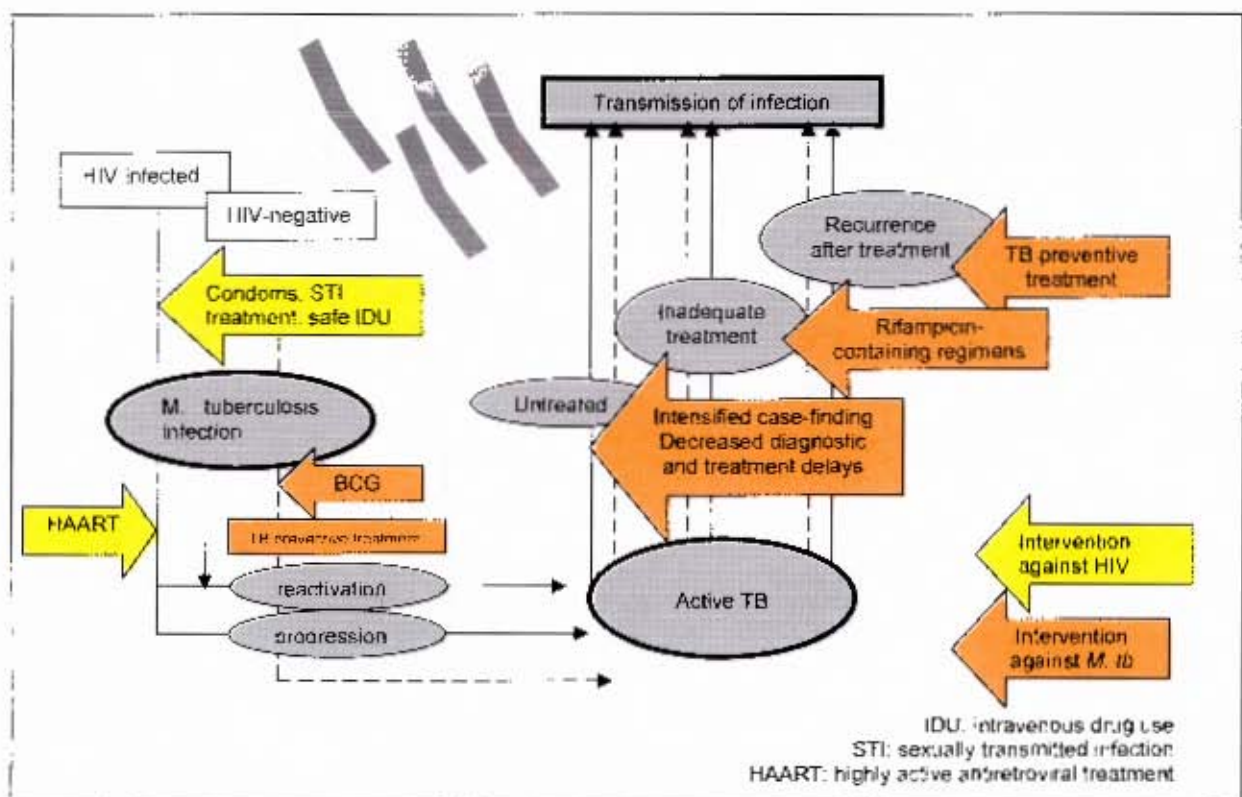 Transmission of infection
HIV infected
HIV-negative
Recurrence
after treatment
TB preventive
treatment
Condoms, STI
treatment, safe IDU
Inadequate
treatment
Rifampicin-
containing regimens
Untreated
M. tuberculosis
infection
Intensified case-finding
Decreased diagnostic
and treatment delays
BCG
HAART
TB preventive treatment
reactivation
progression
Active TB
Intervention
against HIV
Intervention
against M. tb
IDU: intravenous drug use
STI: sexually transmitted infection
HAART: highly active antiretroviral treatment